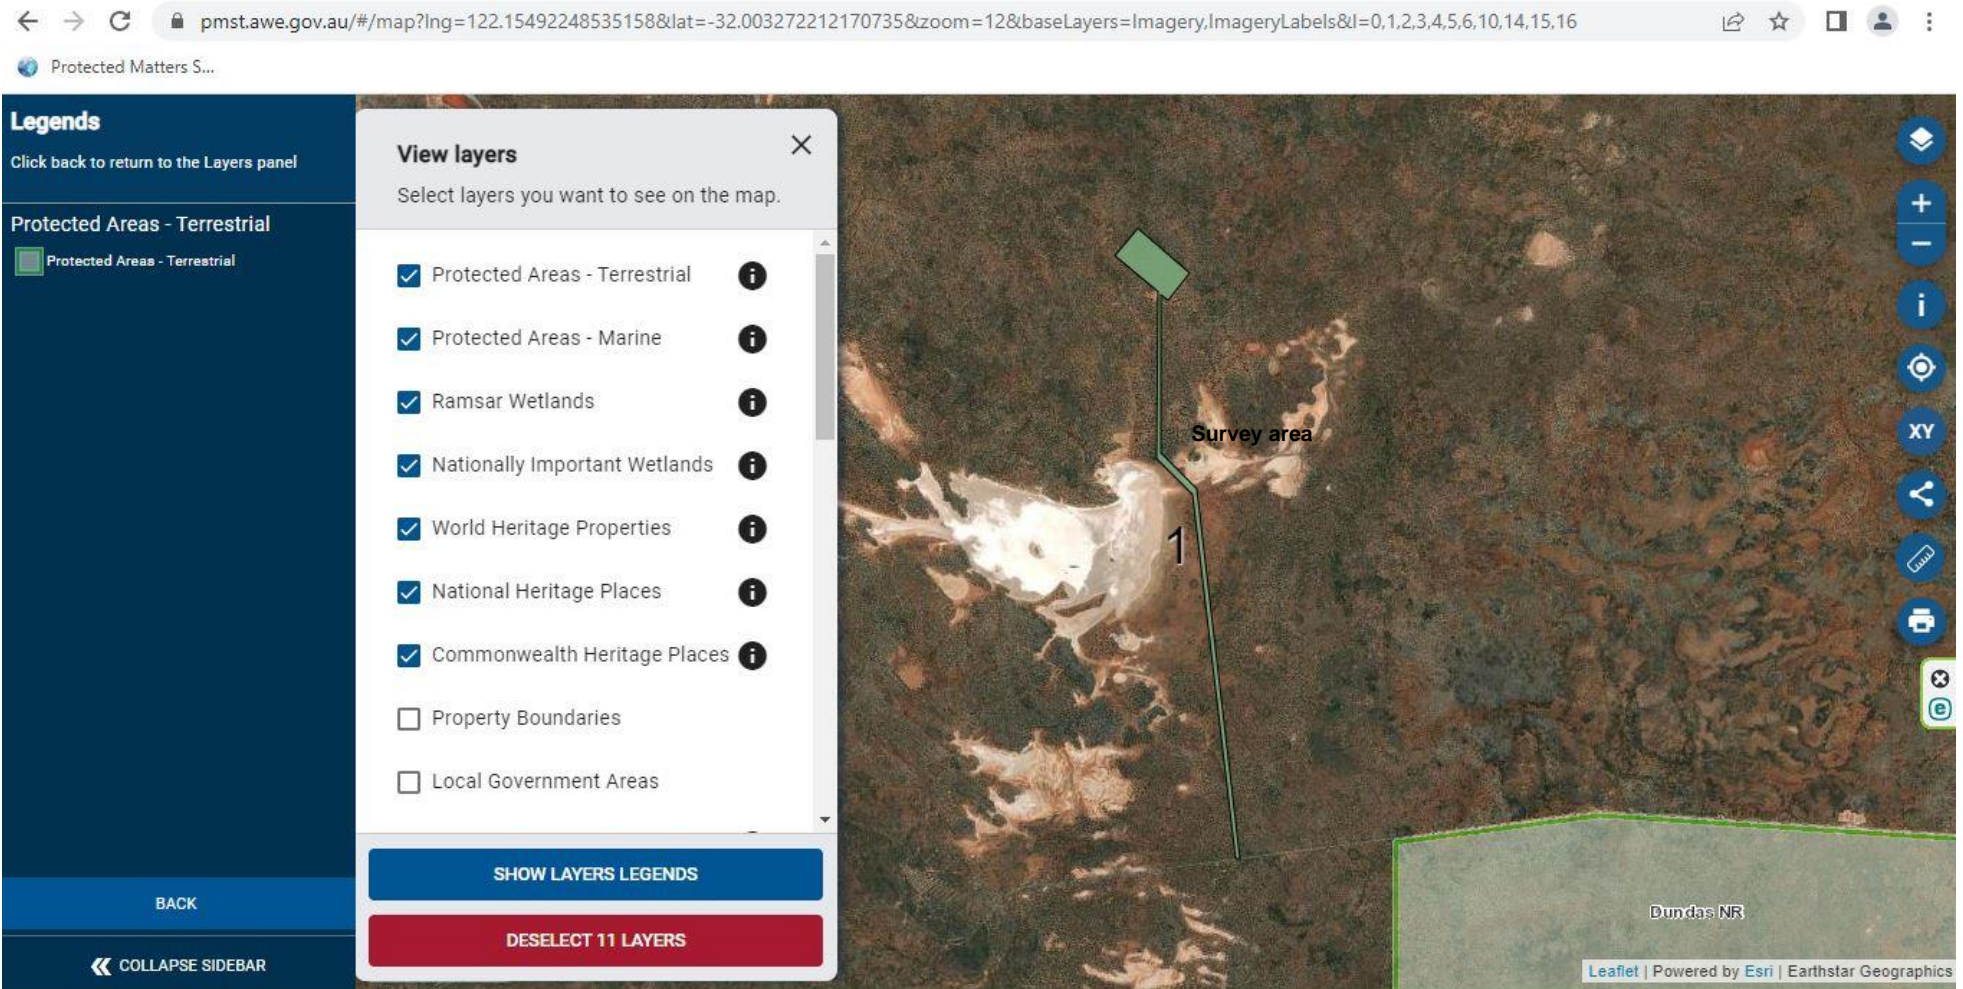 pmst.awe.gov.au/#/map?lng=122.15492248535158&lat=-32.003272212170735&zoom=12&baseLayers=Imagery,ImageryLabels&l=0,1,2,3,4,5,6,10,14,15,16
Protected Matters S...
Legends
Click back to return to the Layers panel
Protected Areas - Terrestrial
Protected Areas - Terrestrial
BACK
COLLAPSE SIDEBAR
View layers
Select layers you want to see on the map.
Protected Areas - Terrestrial
Protected Areas - Marine
Ramsar Wetlands
Nationally Important Wetlands
World Heritage Properties
National Heritage Places
Commonwealth Heritage Places
Property Boundaries
Local Government Areas
SHOW LAYERS LEGENDS
DESELECT 11 LAYERS
Survey area
1
XY
Dundas NR
Leaflet | Powered by Esri | Earthstar Geographics